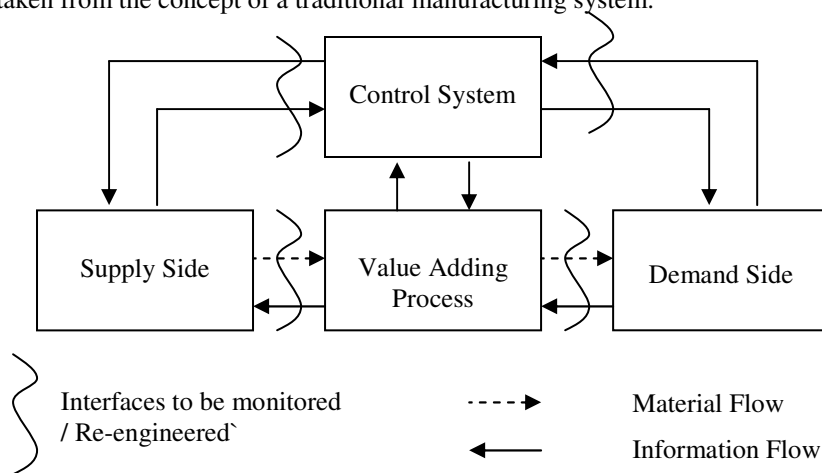 taken from the concept of a traditional manufacturing system.
Control System
Supply Side
Value Adding
Process
Demand Side
Interfaces to be monitored
/ Re-engineered`
Material Flow
Information Flow